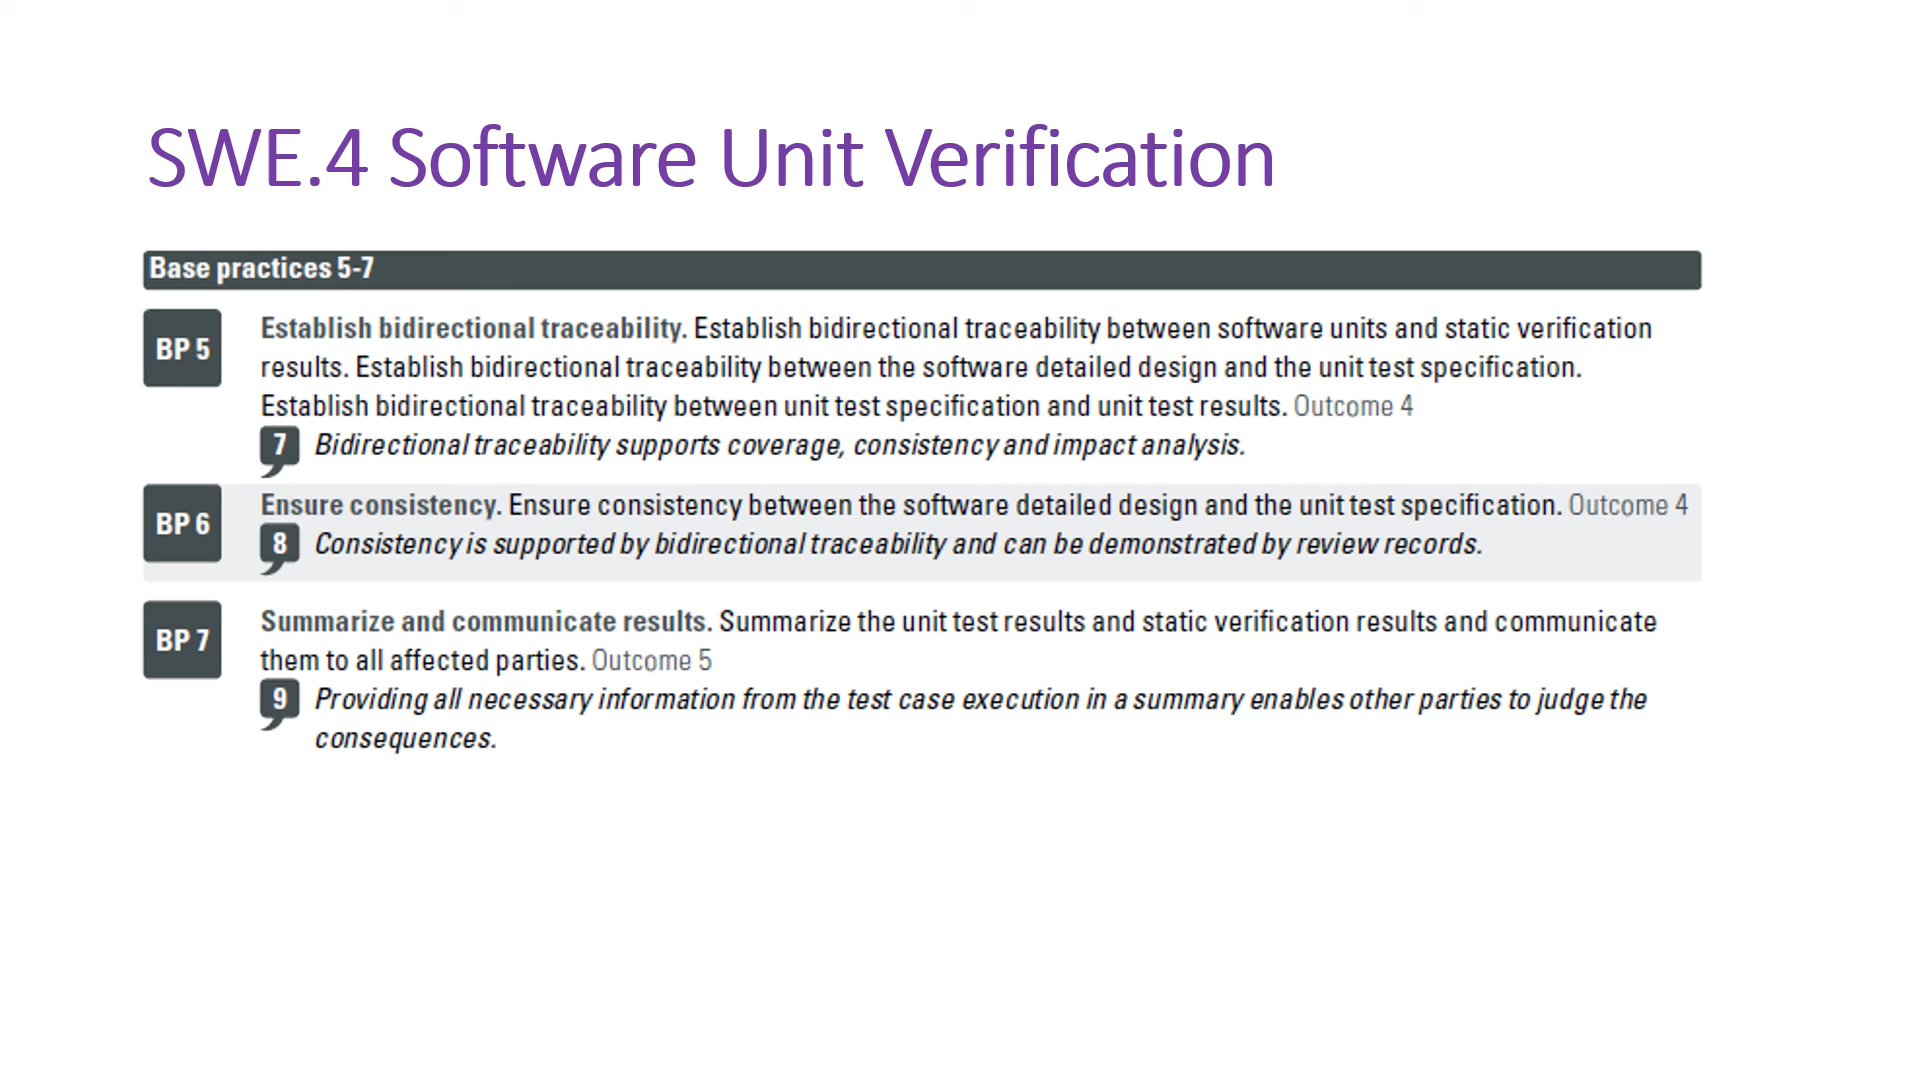 SWE.4 Software Unit Verification
Base practices 5-7
BP 5
Establish bidirectional traceability. Establish bidirectional traceability between software units and static verification
results. Establish bidirectional traceability between the software detailed design and the unit test specification.
Establish bidirectional traceability between unit test specification and unit test results. Outcome 4
7 Bidirectional traceability supports coverage, consistency and impact analysis.
BP 6
Ensure consistency. Ensure consistency between the software detailed design and the unit test specification. Outcome 4
8 Consistency is supported by bidirectional traceability and can be demonstrated by review records.
BP 7
Summarize and communicate results. Summarize the unit test results and static verification results and communicate
them to all affected parties. Outcome 5
9 Providing all necessary information from the test case execution in a summary enables other parties to judge the
consequences.